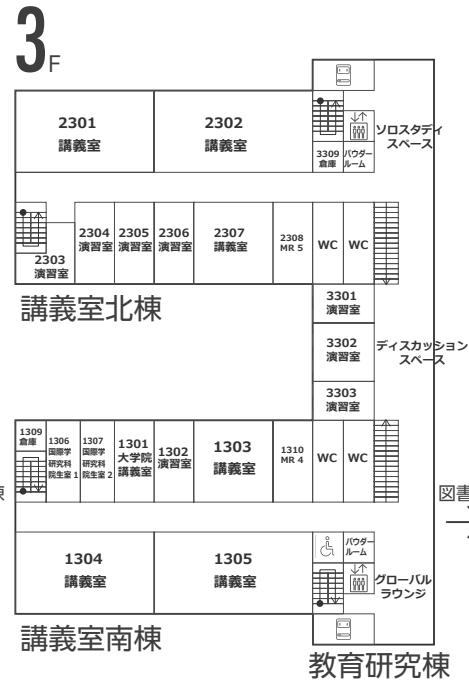 3F
2301
講義室
2302
講義室
3309
倉庫
パウダー
ルーム
ソロスタディ
スペース
2303
演習室
2304
演習室
2305
演習室
2306
演習室
2307
講義室
2308
MR 5
WC
WC
講義室北棟
3301
演習室
3302
演習室
3303
演習室
ディスカッション
スペース
1309
倉庫
1306
国際学
研究科
院生室 1
1307
国際学
研究科
院生室 2
1301
大学院
講義室
1302
演習室
1303
講義室
1310
MR 4
WC
WC
棟
図書
1304
講義室
1305
講義室
パウダー
ルーム
グローバル
ラウンジ
講義室南棟
教育研究棟